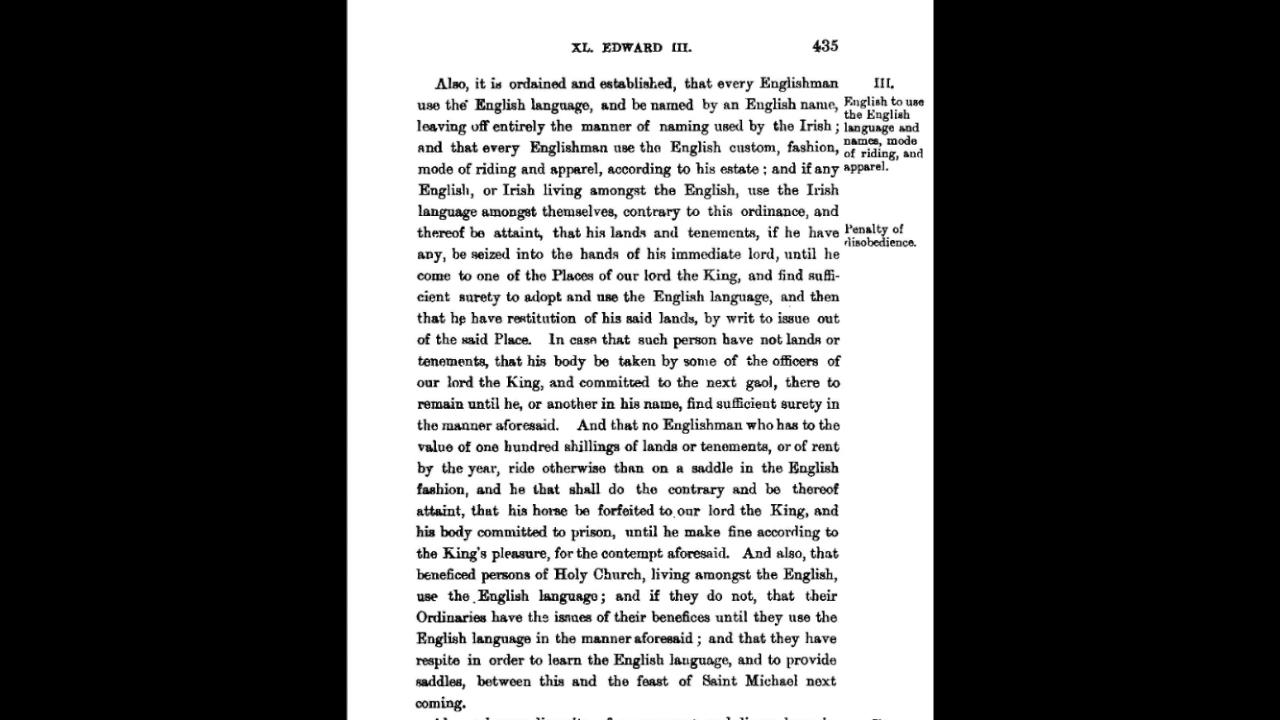 XL. EDWARD III. 435
Also, it is ordained and established, that every Englishman
use the English language, and be named by an English name,
leaving off entirely the manner of naming used by the Irish;
and that every Englishman use the English custom, fashion,
mode of riding and apparel, according to his estate; and if any
English, or Irish living amongst the English, use the Irish
language amongst themselves, contrary to this ordinance, and
thereof be attaint, that his lands and tenements, if he have
any, be seized into the hands of his immediate lord, until he
come to one of the Places of our lord the King, and find suffi-
cient surety to adopt and use the English language, and then
that he have restitution of his said lands, by writ to issue out
of the said Place. In case that such person have not lands or
tenements, that his body be taken by some of the officers of
our lord the King, and committed to the next gaol, there to
remain until he, or another in his name, find sufficient surety in
the manner aforesaid. And that no Englishman who has to the
value of one hundred shillings of lands or tenements, or of rent
by the year, ride otherwise than on a saddle in the English
fashion, and he that shall do the contrary and be thereof
attaint, that his horse be forfeited to our lord the King, and
his body committed to prison, until he make fine according to
the King's pleasure, for the contempt aforesaid. And also, that
beneficed persons of Holy Church, living amongst the English,
use the English language; and if they do not, that their
Ordinaries have the issues of their benefices until they use the
English language in the manner aforesaid; and that they have
respite in order to learn the English language, and to provide
saddles, between this and the feast of Saint Michael next
coming.
III.
English to use
the English
language and
names, mode
of riding, and
apparel.
Penalty of
disobedience.